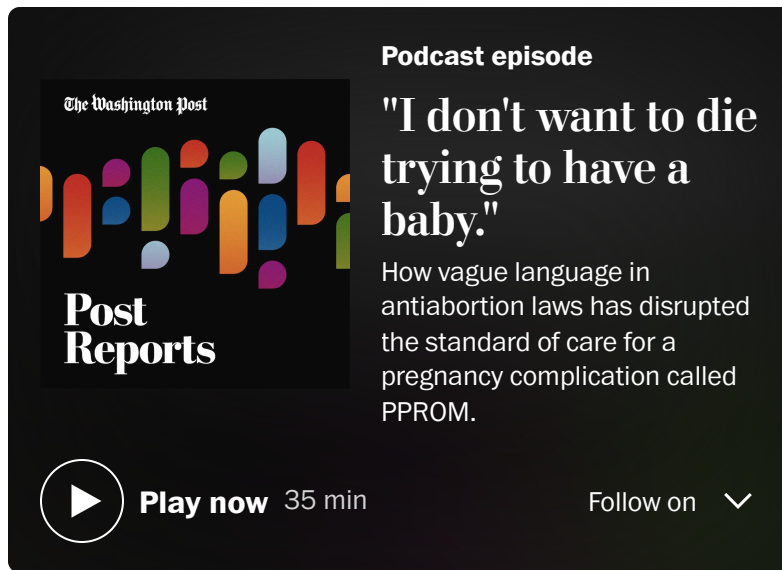 The Washington Post
Post
Reports
Podcast episode
"I don't want to die
trying to have a
baby."
How vague language in
antiabortion laws has disrupted
the standard of care for a
pregnancy complication called
PPROM.
Play now 35 min
Follow on